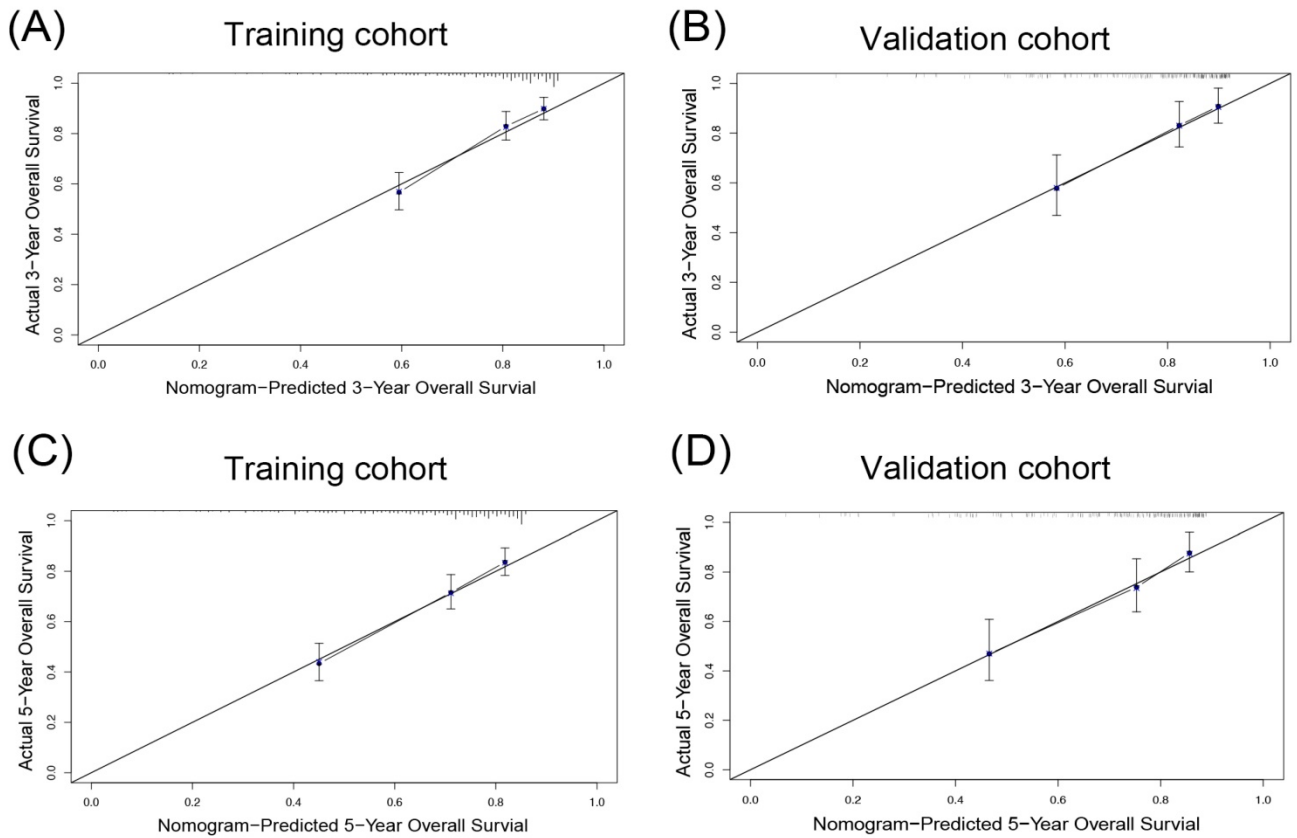 (A)
Training cohort
Actual 3−Year Overall Survival
1.0
0.8
0.6
0.4
0.2
0.0
0.0 0.2 0.4 0.6 0.8 1.0
Nomogram−Predicted 3−Year Overall Survial
(B)
Validation cohort
Actual 3−Year Overall Survival
1.0
0.8
0.6
0.4
0.2
0.0
0.0 0.2 0.4 0.6 0.8 1.0
Nomogram−Predicted 3−Year Overall Survial
(C)
Training cohort
Actual 5−Year Overall Survival
1.0
0.8
0.6
0.4
0.2
0.0
0.0 0.2 0.4 0.6 0.8 1.0
Nomogram−Predicted 5−Year Overall Survival
(D)
Validation cohort
Actual 5−Year Overall Survival
1.0
0.8
0.6
0.4
0.2
0.0
0.0 0.2 0.4 0.6 0.8 1.0
Nomogram−Predicted 5−Year Overall Survival